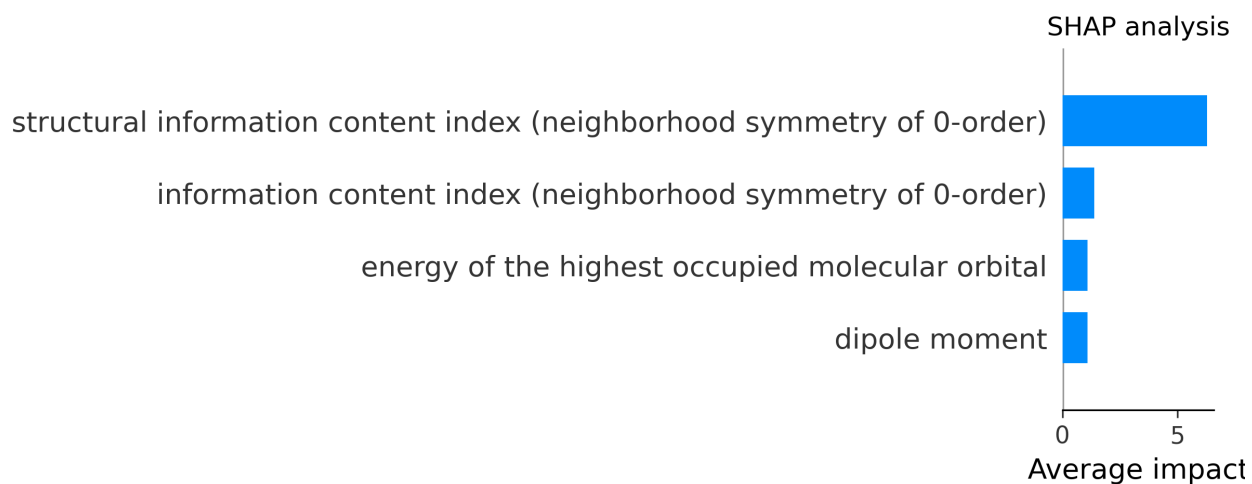 SHAP analysis
structural information content index (neighborhood symmetry of 0-order)
information content index (neighborhood symmetry of 0-order)
energy of the highest occupied molecular orbital
dipole moment
0 5
Average impact